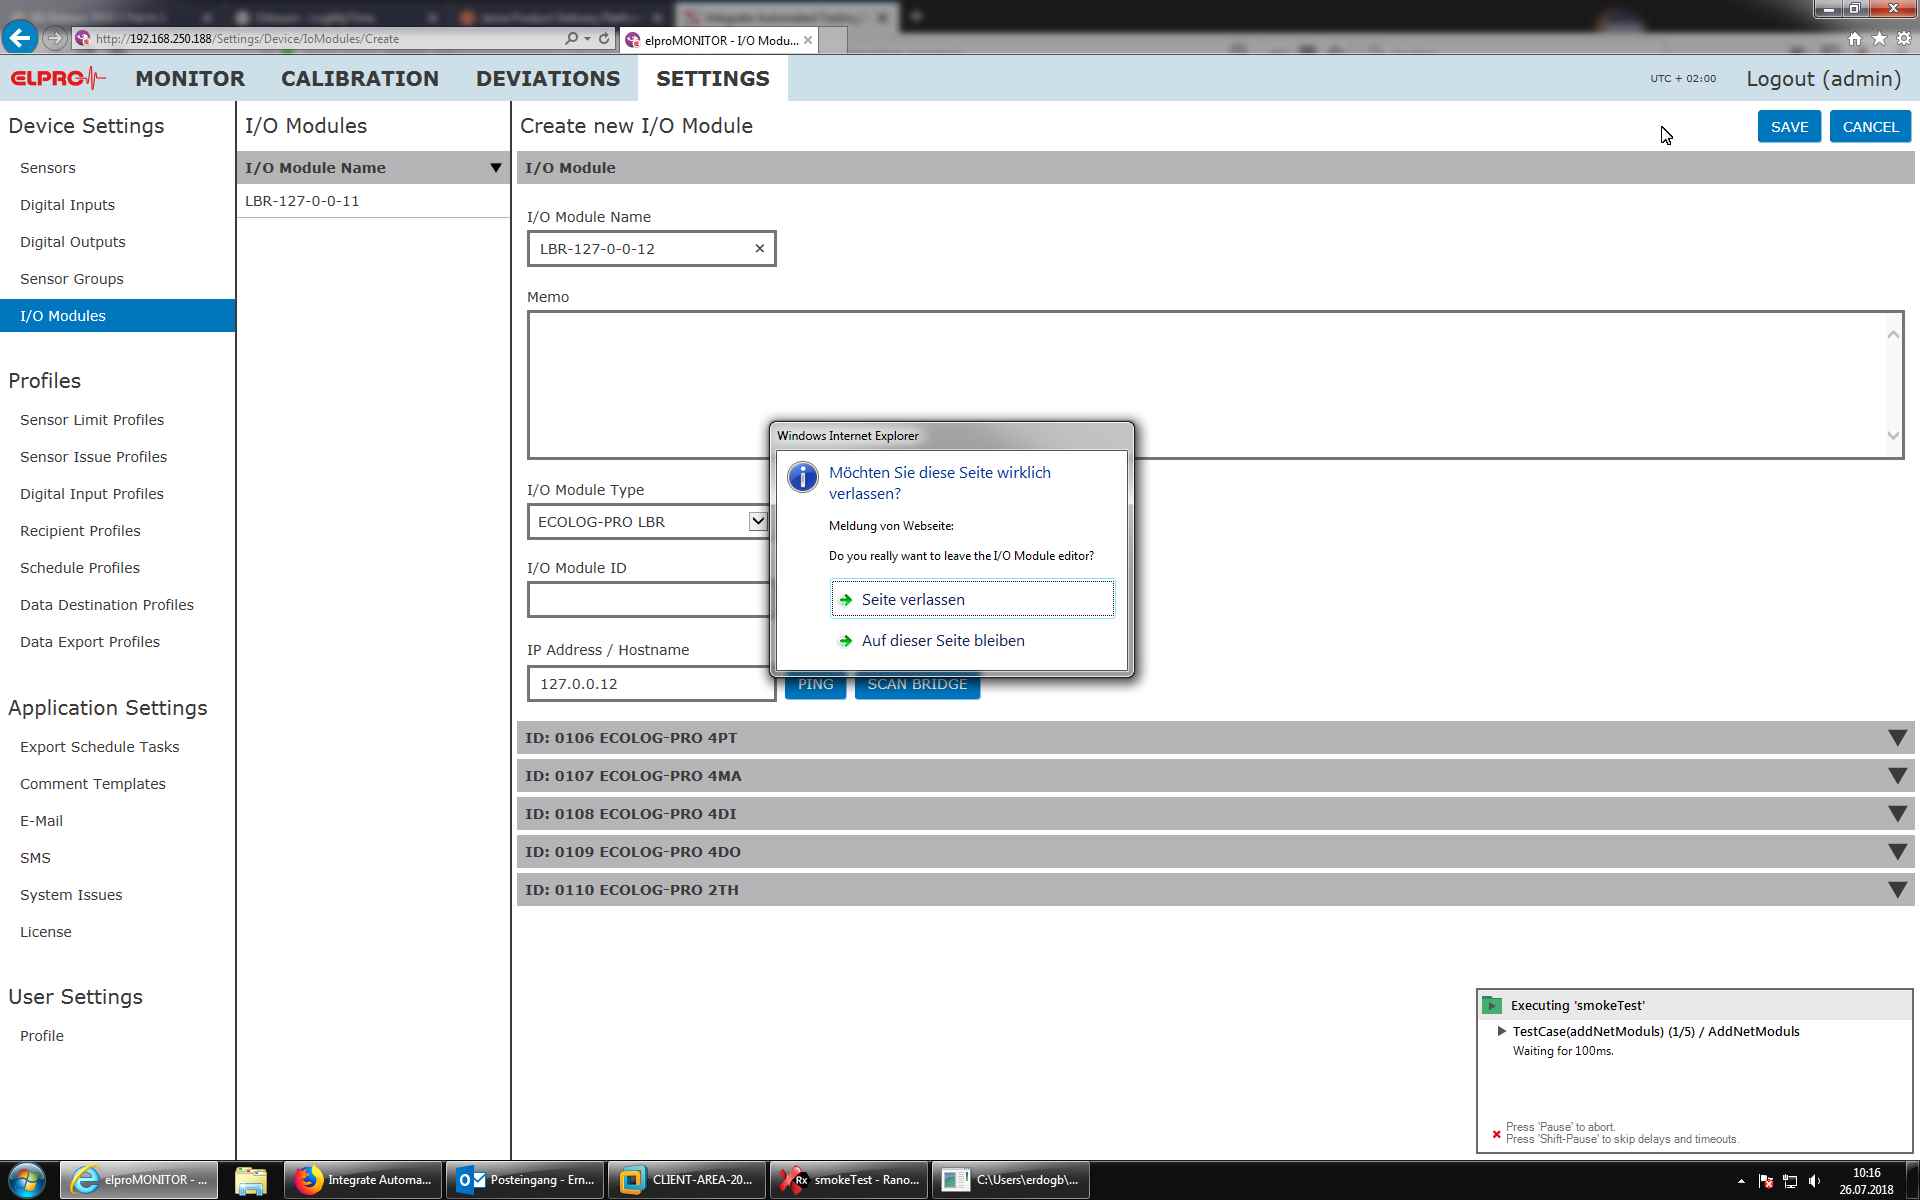 http://192.168.250.188/Settings/Device/IoModules/Create
elproMONITOR - I/O Modu...
ELPRO
MONITOR
CALIBRATION
DEVIATIONS
SETTINGS
UTC + 02:00
Logout (admin)
Device Settings
Sensors
Digital Inputs
Digital Outputs
Sensor Groups
I/O Modules
Profiles
Sensor Limit Profiles
Sensor Issue Profiles
Digital Input Profiles
Recipient Profiles
Schedule Profiles
Data Destination Profiles
Data Export Profiles
Application Settings
Export Schedule Tasks
Comment Templates
E-Mail
SMS
System Issues
License
User Settings
Profile
I/O Modules
I/O Module Name
LBR-127-0-0-11
Create new I/O Module
SAVE
CANCEL
I/O Module
I/O Module Name
LBR-127-0-0-12
Memo
I/O Module Type
ECOLOG-PRO LBR
I/O Module ID
IP Address / Hostname
127.0.0.12
PING
SCAN BRIDGE
Windows Internet Explorer
Möchten Sie diese Seite wirklich
verlassen?
Meldung von Webseite:
Do you really want to leave the I/O Module editor?
Seite verlassen
Auf dieser Seite bleiben
ID: 0106 ECOLOG-PRO 4PT
ID: 0107 ECOLOG-PRO 4MA
ID: 0108 ECOLOG-PRO 4DI
ID: 0109 ECOLOG-PRO 4DO
ID: 0110 ECOLOG-PRO 2TH
Executing 'smokeTest'
TestCase(addNetModuls) (1/5) / AddNetModuls
Waiting for 100ms.
Press 'Pause' to abort.
Press 'Shift-Pause' to skip delays and timeouts.
elproMONITOR - ...
Integrate Automa...
Posteingang - Ern...
CLIENT-AREA-20...
Rx
smokeTest - Rano...
C:\Users\erdogb\...
10:16
26.07.2018